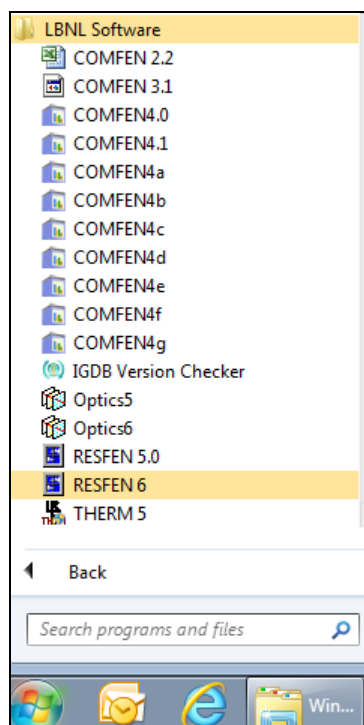 LBNL Software
COMFEN 2.2
COMFEN 3.1
COMFEN4.0
COMFEN4.1
COMFEN4a
COMFEN4b
COMFEN4c
COMFEN4d
COMFEN4e
COMFEN4f
COMFEN4g
IGDB Version Checker
Optics5
Optics6
RESFEN 5.0
RESFEN 6
THERM 5
Back
Search programs and files
Win...